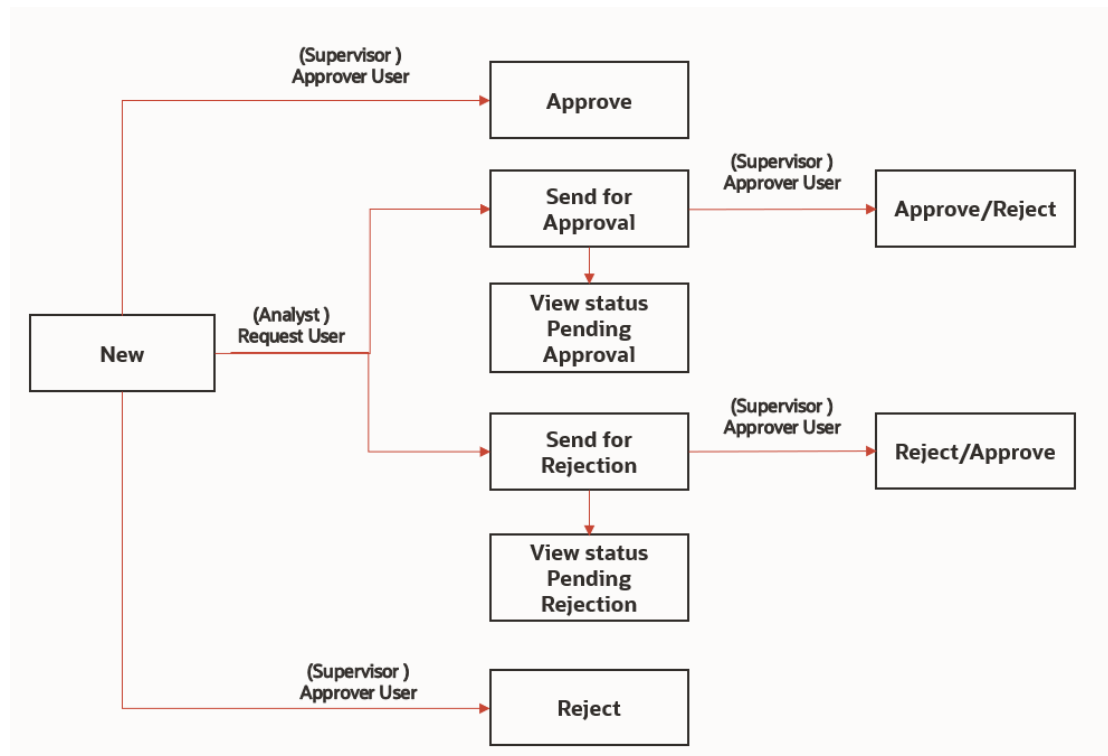 (Supervisor )
Approver User
Approve
(Supervisor )
Approver User
Send for
Approval
Approve/Reject
View status
Pending
Approval
(Analyst )
Request User
New
(Supervisor )
Approver User
Send for
Rejection
Reject/Approve
View status
Pending
Rejection
(Supervisor )
Approver User
Reject